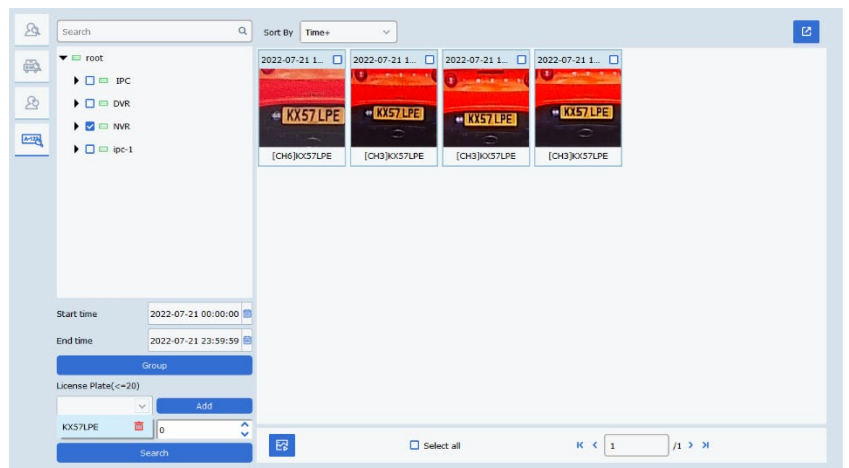 Search
Sort By Time+
root
IPC
DVR
NVR
ipc-1
A-123
2022-07-21 1... 2022-07-21 1... 2022-07-21 1... 2022-07-21 1...
KX57 LPE KX57 LPE KX57 LPE KX57 LPE
[CH6]KX57LPE [CH3]KX57LPE [CH3]KX57LPE [CH3]KX57LPE
Start time 2022-07-21 00:00:00
End time 2022-07-21 23:59:59
Group
License Plate(<=20)
Add
KX57LPE 0
Search
Select all 1 /1